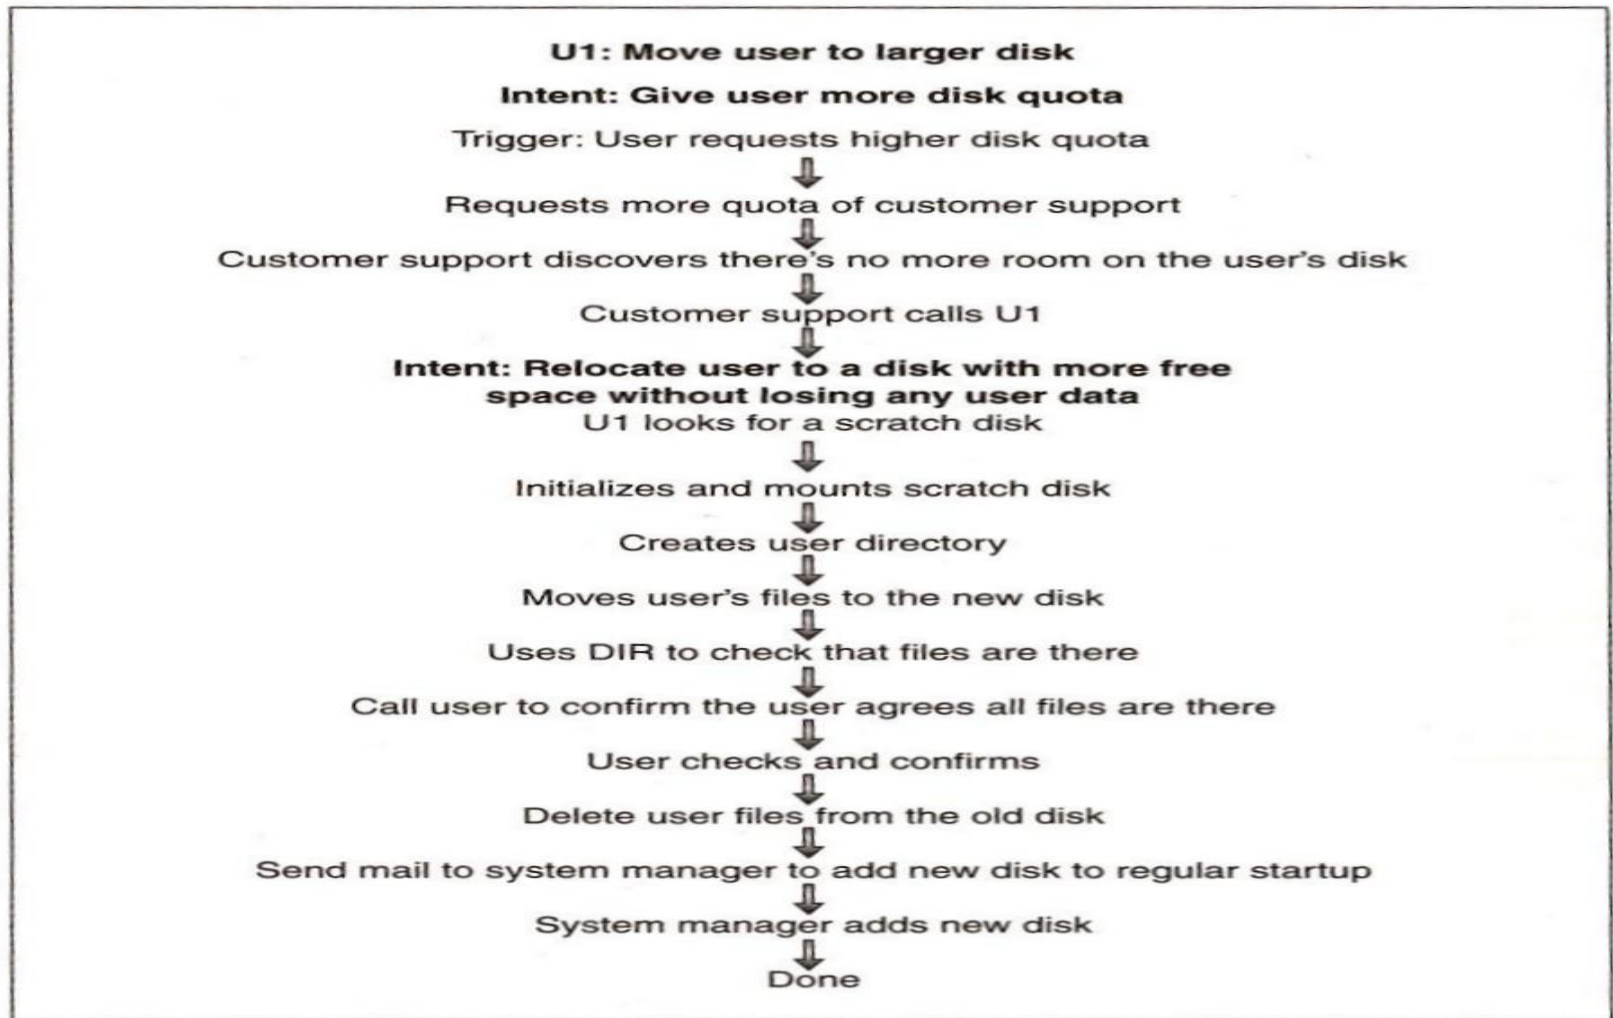 U1: Move user to larger disk
Intent: Give user more disk quota
Trigger: User requests higher disk quota
Requests more quota of customer support
Customer support discovers there's no more room on the user's disk
Customer support calls U1
Intent: Relocate user to a disk with more free
space without losing any user data
U1 looks for a scratch disk
Initializes and mounts scratch disk
Creates user directory
Moves user's files to the new disk
Uses DIR to check that files are there
Call user to confirm the user agrees all files are there
User checks and confirms
Delete user files from the old disk
Send mail to system manager to add new disk to regular startup
System manager adds new disk
Done